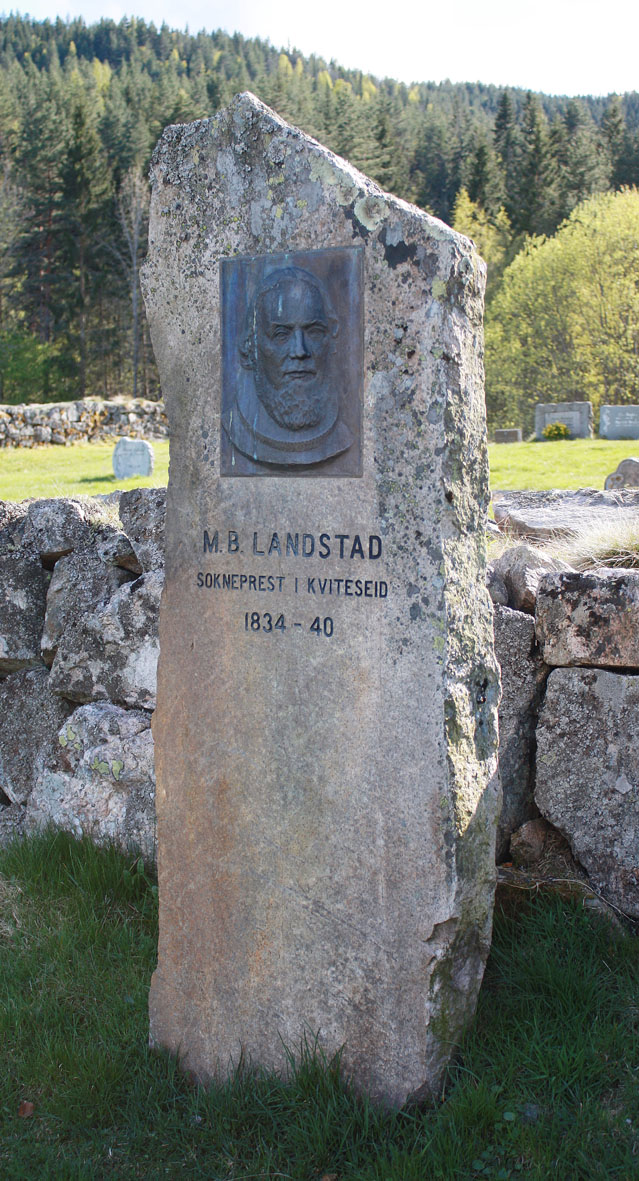 M. B. LANDSTAD
SOKNEPREST I KVITESEID
1834 - 40